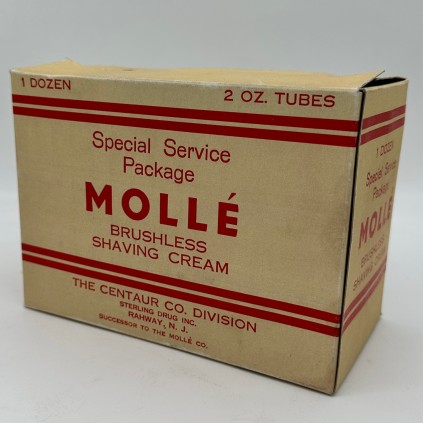 1 DOZEN
2 OZ. TUBES
Special Service
Package
MOLLÉ
BRUSHLESS
SHAVING CREAM
THE CENTAUR CO. DIVISION
STERLING DRUG INC.
RAHWAY, N. J.
SUCCESSOR TO THE MOLLÉ CO.
1 DOZEN
Special Service
Package
MOLLÉ
BRUSHLESS
SHAVING CREAM